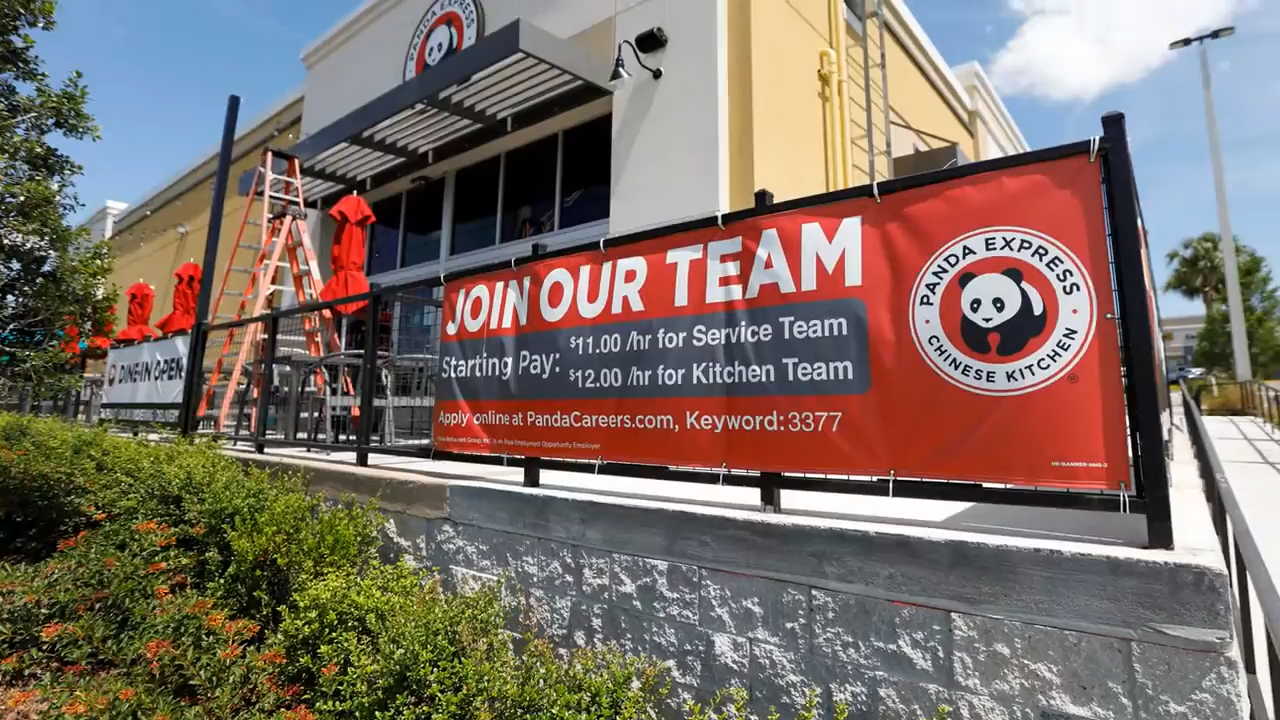 PANDA EXPRESS
JOIN OUR TEAM
Starting Pay:
$11.00 /hr for Service Team
$12.00 /hr for Kitchen Team
Apply online at PandaCareers.com, Keyword: 3377
PANDA EXPRESS
CHINESE KITCHEN
®
DINE-IN OPEN